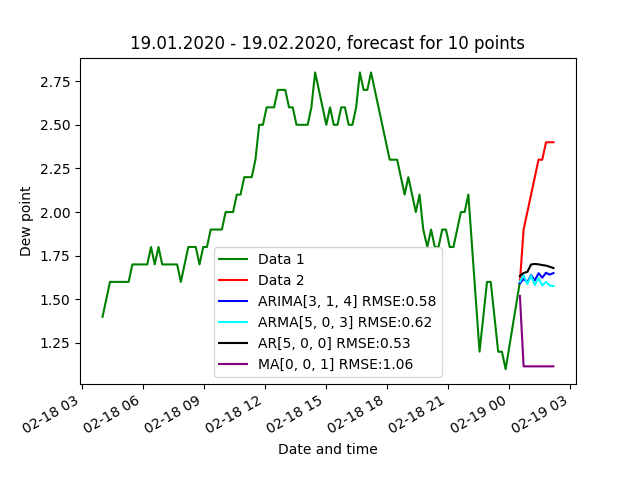 19.01.2020 - 19.02.2020, forecast for 10 points
2.75
2.50
2.25
2.00
1.75
1.50
1.25
Dew point
Data 1
Data 2
ARIMA[3, 1, 4] RMSE:0.58
ARMA[5, 0, 3] RMSE:0.62
AR[5, 0, 0] RMSE:0.53
MA[0, 0, 1] RMSE:1.06
02-18 03
02-18 06
02-18 09
02-18 12
02-18 15
02-18 18
02-18 21
02-19 00
02-19 03
Date and time